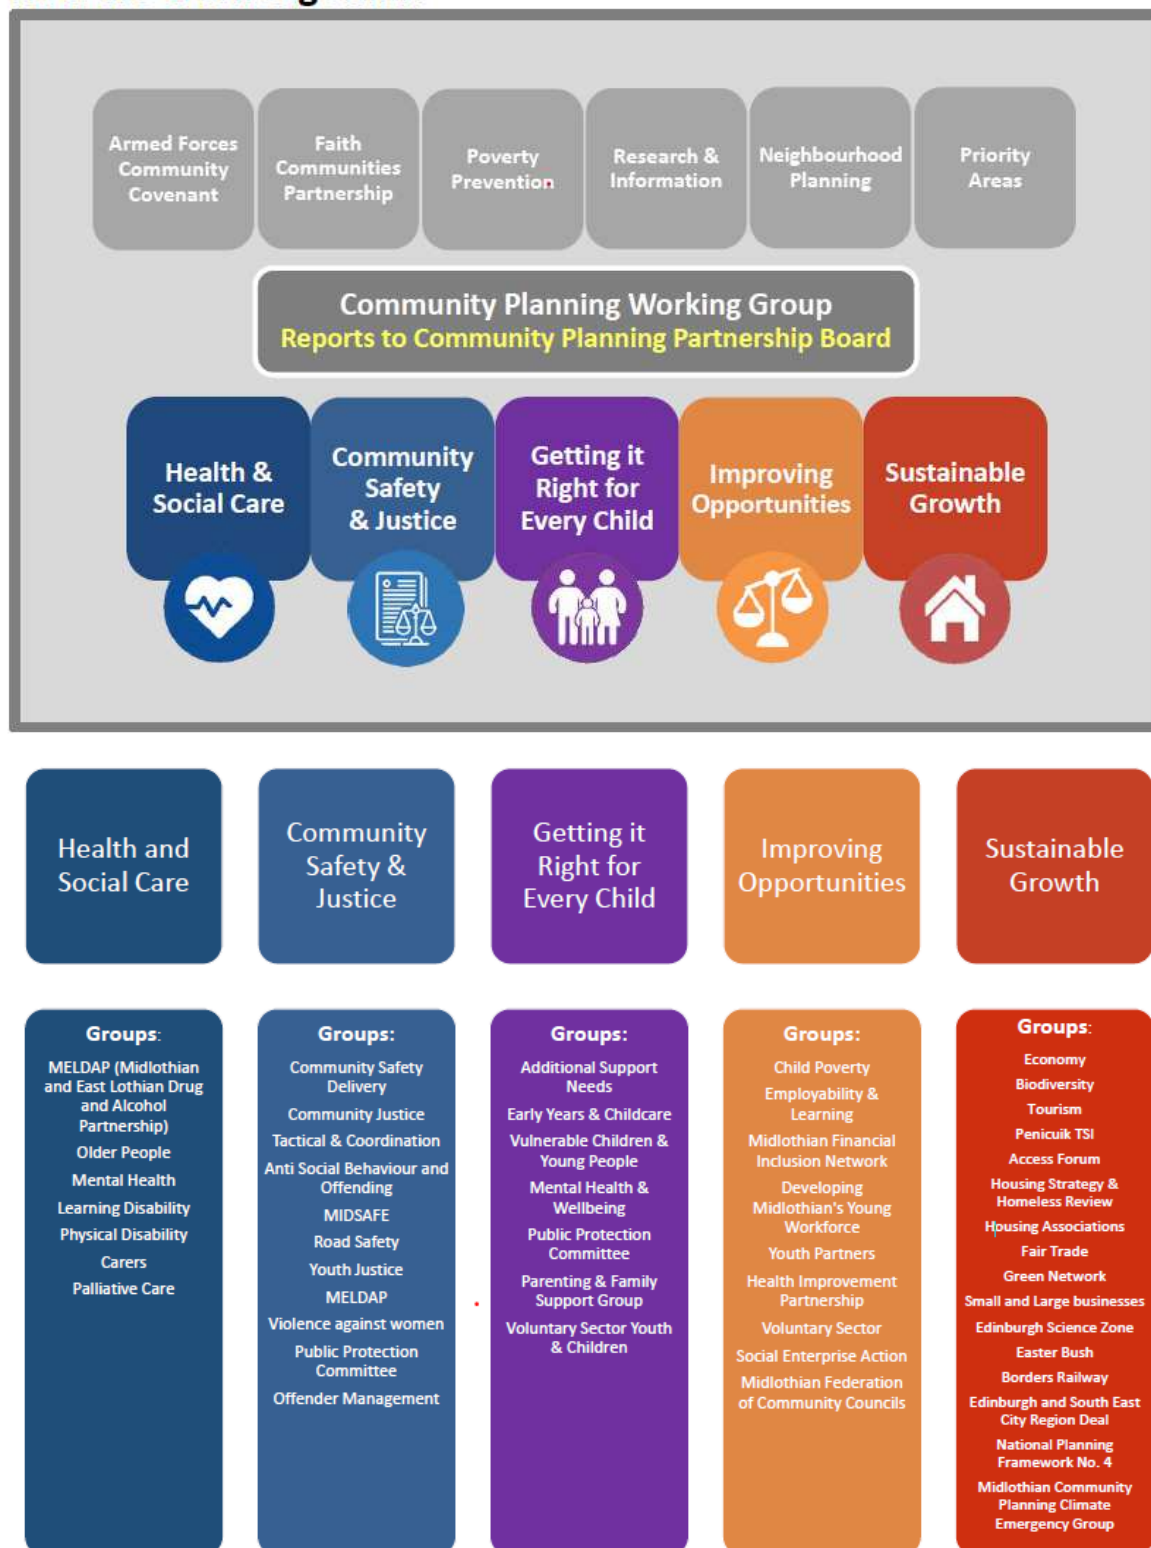 Armed Forces
Community
Covenant
Faith
Communities
Partnership
Poverty
Prevention
Research &
Information
Neighbourhood
Planning
Priority
Areas
Community Planning Working Group
Reports to Community Planning Partnership Board
Health &
Social Care
Community
Safety
& Justice
Getting it
Right for
Every Child
Improving
Opportunities
Sustainable
Growth
Health and
Social Care
Community
Safety &
Justice
Getting it
Right for
Every Child
Improving
Opportunities
Sustainable
Growth
Groups:
MELDAP (Midlothian
and East Lothian Drug
and Alcohol
Partnership)
Older People
Mental Health
Learning Disability
Physical Disability
Carers
Palliative Care
Groups:
Community Safety
Delivery
Community Justice
Tactical & Coordination
Anti Social Behaviour and
Offending
MIDSAFE
Road Safety
Youth Justice
MELDAP
Violence against women
Public Protection
Committee
Offender Management
Groups:
Additional Support
Needs
Early Years & Childcare
Vulnerable Children &
Young People
Mental Health &
Wellbeing
Public Protection
Committee
Parenting & Family
Support Group
Voluntary Sector Youth
& Children
Groups:
Child Poverty
Employability &
Learning
Midlothian Financial
Inclusion Network
Developing
Midlothian's Young
Workforce
Youth Partners
Health Improvement
Partnership
Voluntary Sector
Social Enterprise Action
Midlothian Federation
of Community Councils
Groups:
Economy
Biodiversity
Tourism
Penicuik TSI
Access Forum
Housing Strategy &
Homeless Review
Housing Associations
Fair Trade
Green Network
Small and Large businesses
Edinburgh Science Zone
Easter Bush
Borders Railway
Edinburgh and South East
City Region Deal
National Planning
Framework No. 4
Midlothian Community
Planning Climate
Emergency Group